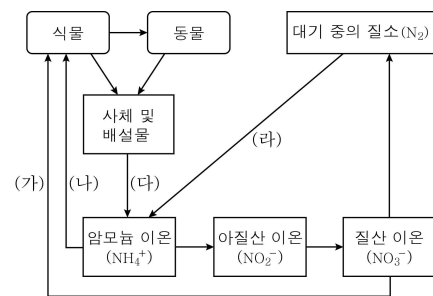 식물
동물
대기 중의 질소(N₂)
사체 및
배설물
(가)
(나)
(다)
(라)
암모늄 이온
(NH₄⁺)
아질산 이온
(NO₂⁻)
질산 이온
(NO₃⁻)